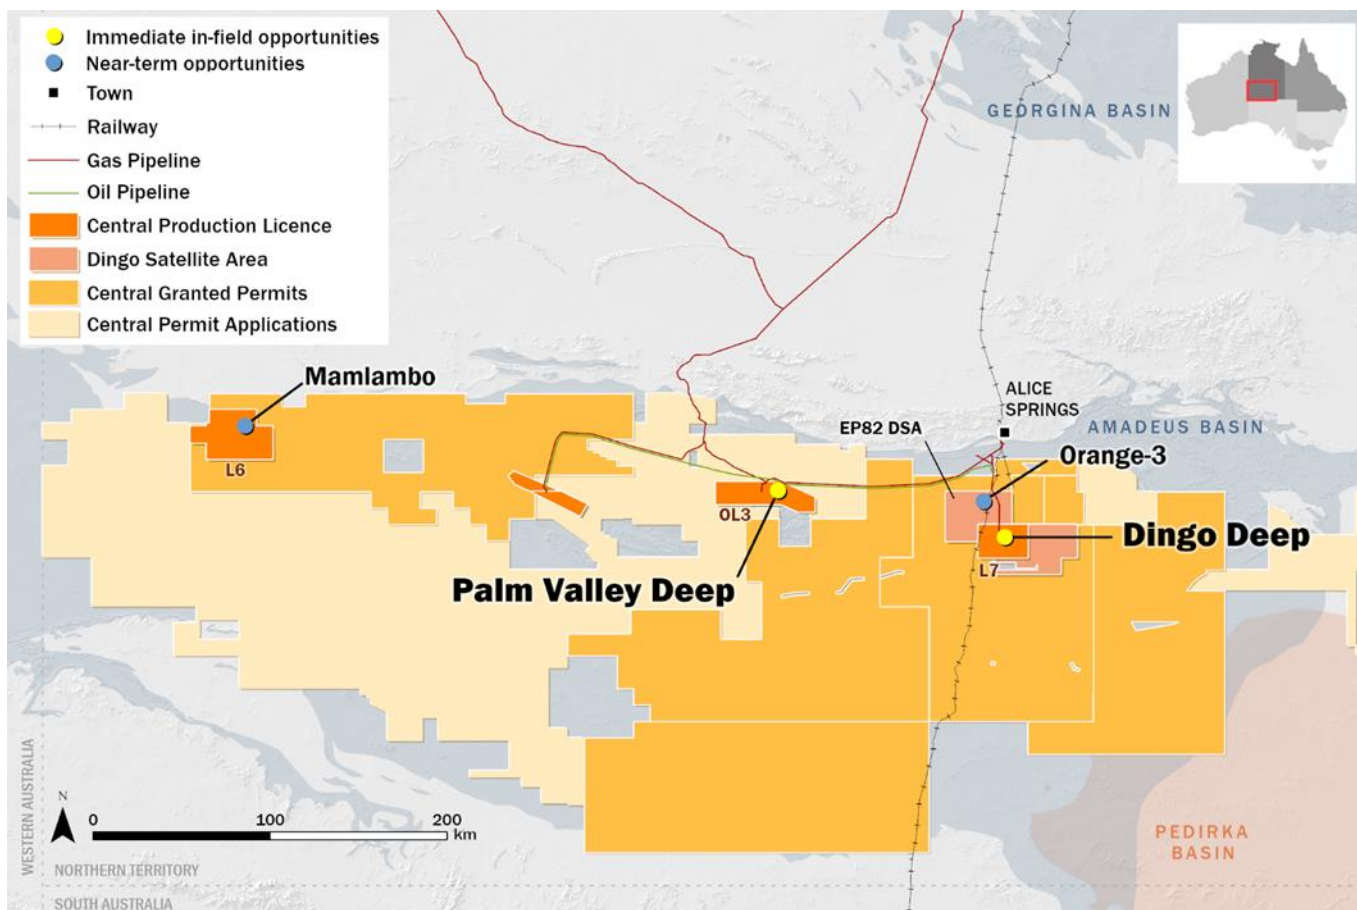 Immediate in-field opportunities
Near-term opportunities
Town
Railway
Gas Pipeline
Oil Pipeline
Central Production Licence
Dingo Satellite Area
Central Granted Permits
Central Permit Applications
GEORGINA BASIN
Mamlambo
L6
ALICE
SPRINGS
EP82 DSA
AMADEUS BASIN
Orange-3
OL3
Dingo Deep
L7
Palm Valley Deep
WESTERN AUSTRALIA
N
0 100 200
km
PEDIRKA
BASIN
NORTHERN TERRITORY
SOUTH AUSTRALIA